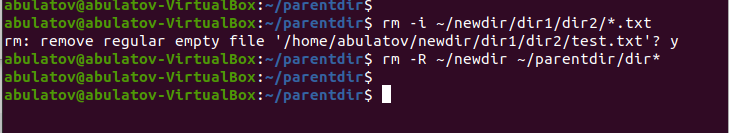 abulatov@abulatov-VirtualBox:~/parentdir$
abulatov@abulatov-VirtualBox:~/parentdir$ rm -i ~/newdir/dir1/dir2/*.txt
rm: remove regular empty file '/home/abulatov/newdir/dir1/dir2/test.txt'? y
abulatov@abulatov-VirtualBox:~/parentdir$ rm -R ~/newdir ~/parentdir/dir*
abulatov@abulatov-VirtualBox:~/parentdir$
abulatov@abulatov-VirtualBox:~/parentdir$